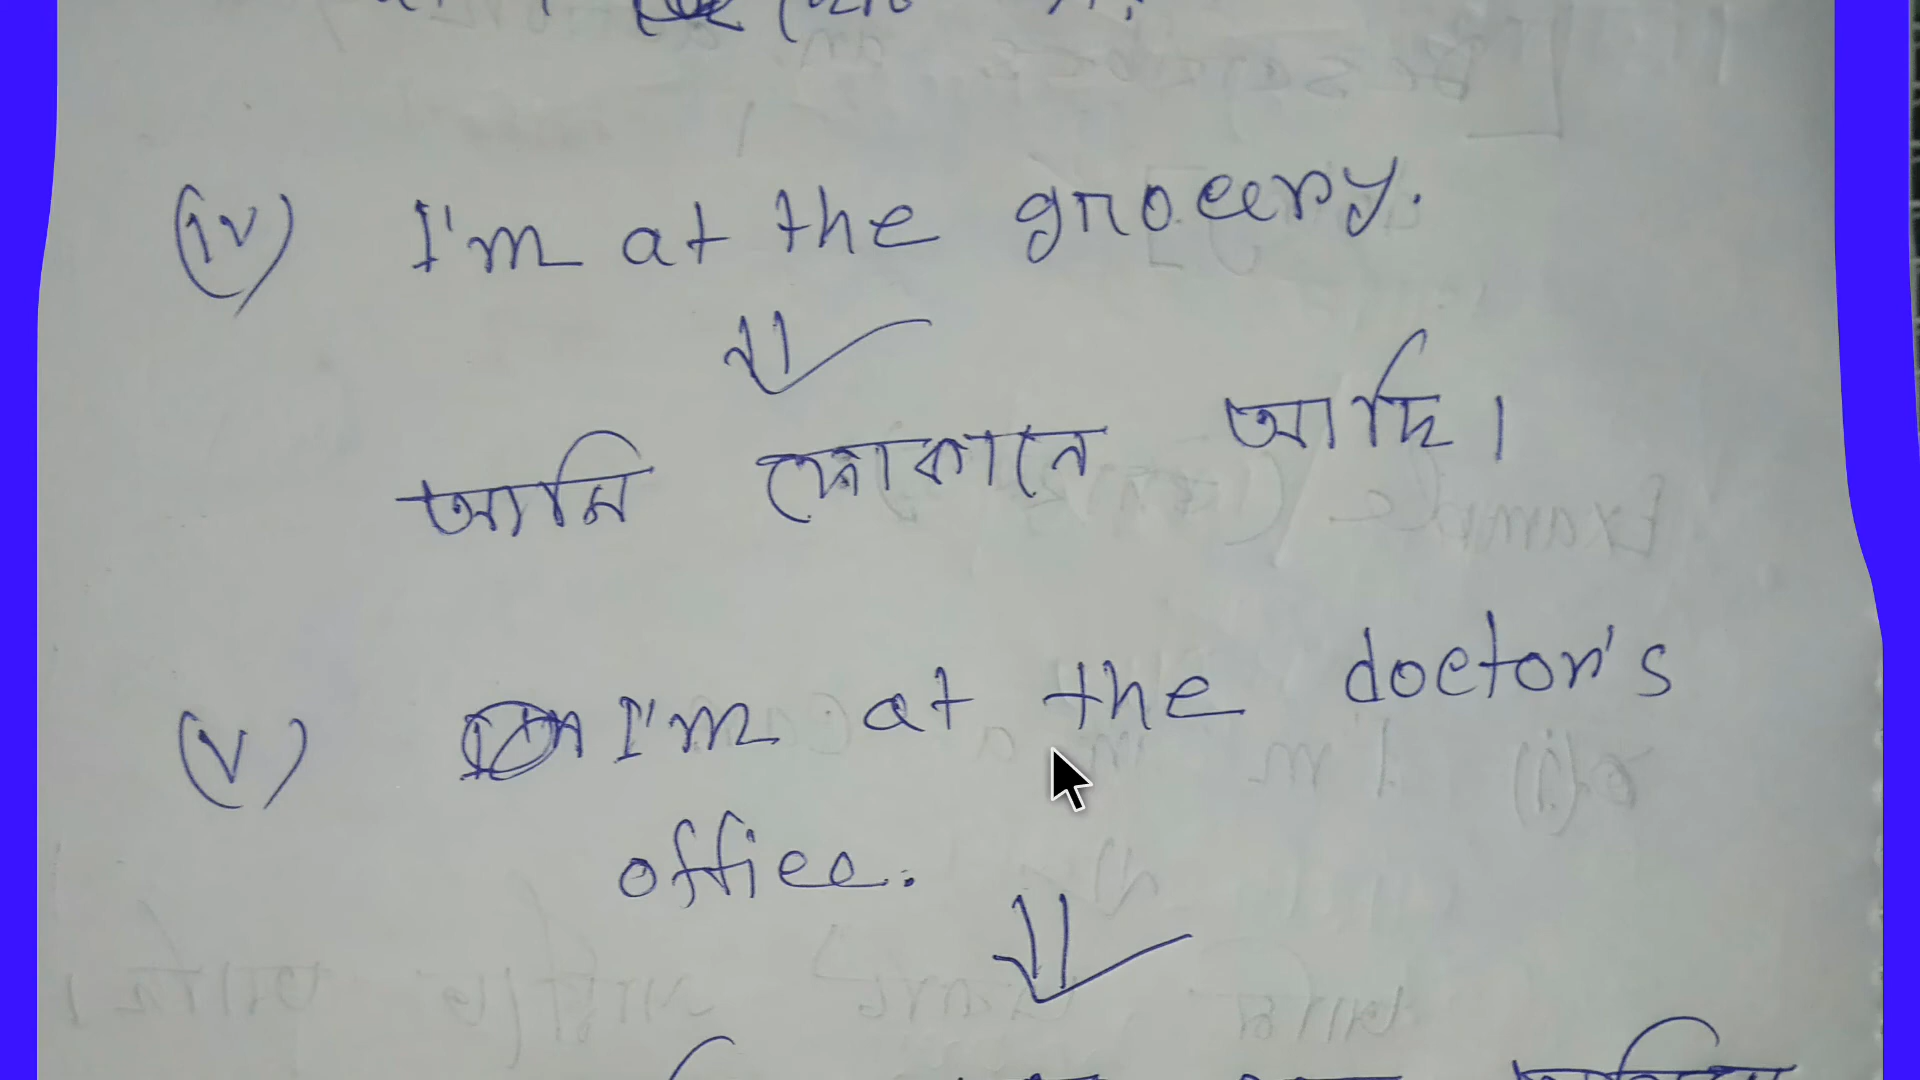 (iv) I'm at the grocery.
আমি দোকানে আছি।
(v) I'm at the doctor's
office.